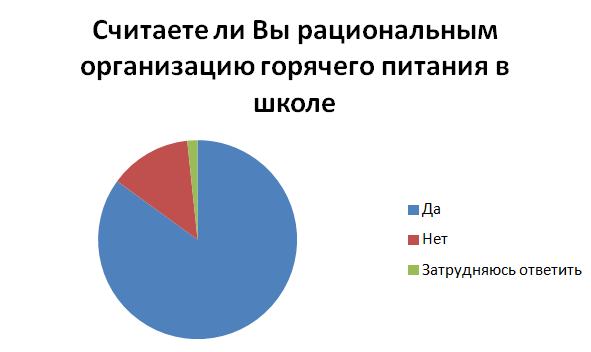 Считаете ли Вы рациональным
организацию горячего питания в
школе
Да
Нет
Затрудняюсь ответить